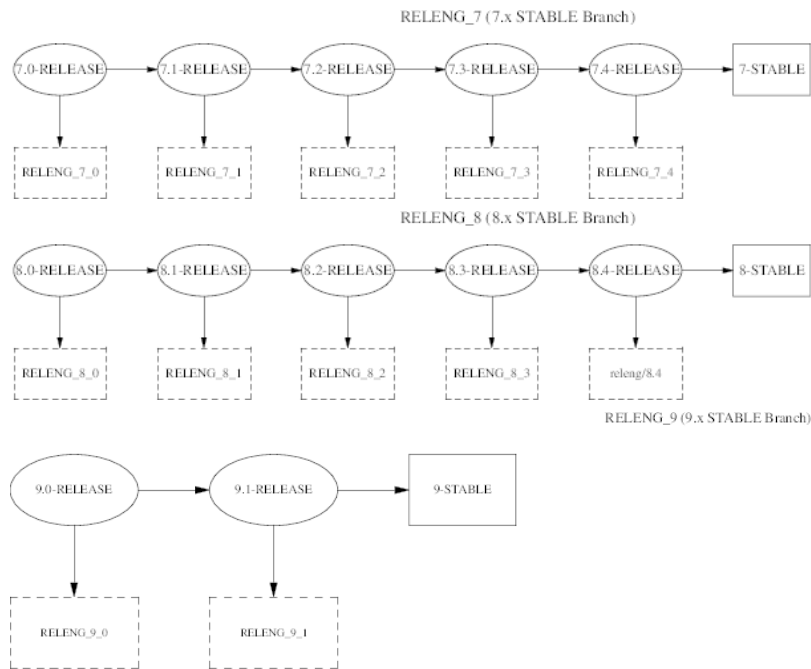 RELENG_7 (7.x STABLE Branch)
7.0-RELEASE
7.1-RELEASE
7.2-RELEASE
7.3-RELEASE
7.4-RELEASE
7-STABLE
RELENG_7_0
RELENG_7_1
RELENG_7_2
RELENG_7_3
RELENG_7_4
RELENG_8 (8.x STABLE Branch)
8.0-RELEASE
8.1-RELEASE
8.2-RELEASE
8.3-RELEASE
8.4-RELEASE
8-STABLE
RELENG_8_0
RELENG_8_1
RELENG_8_2
RELENG_8_3
releng/8.4
RELENG_9 (9.x STABLE Branch)
9.0-RELEASE
9.1-RELEASE
9-STABLE
RELENG_9_0
RELENG_9_1